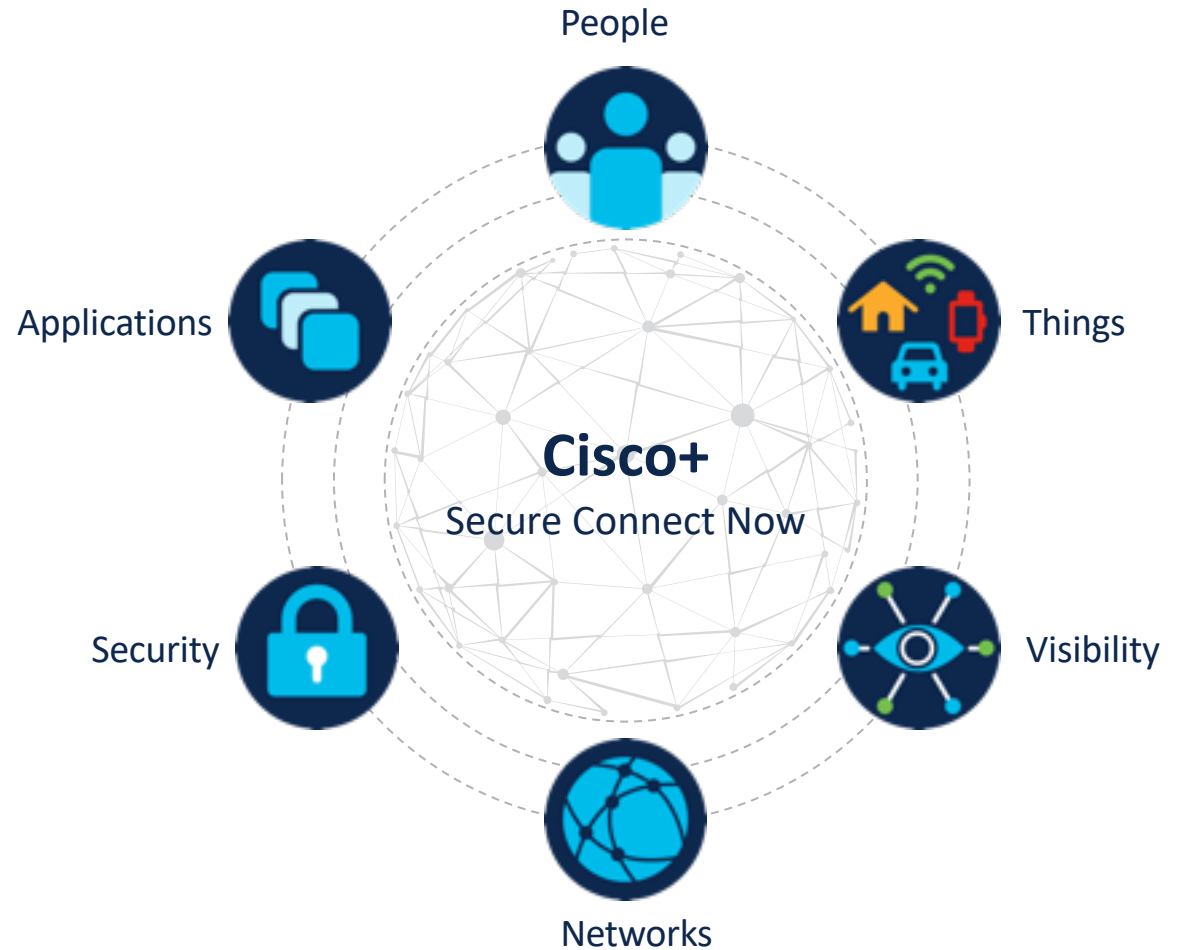 People
Applications
Things
Cisco+
Secure Connect Now
Security
Visibility
Networks